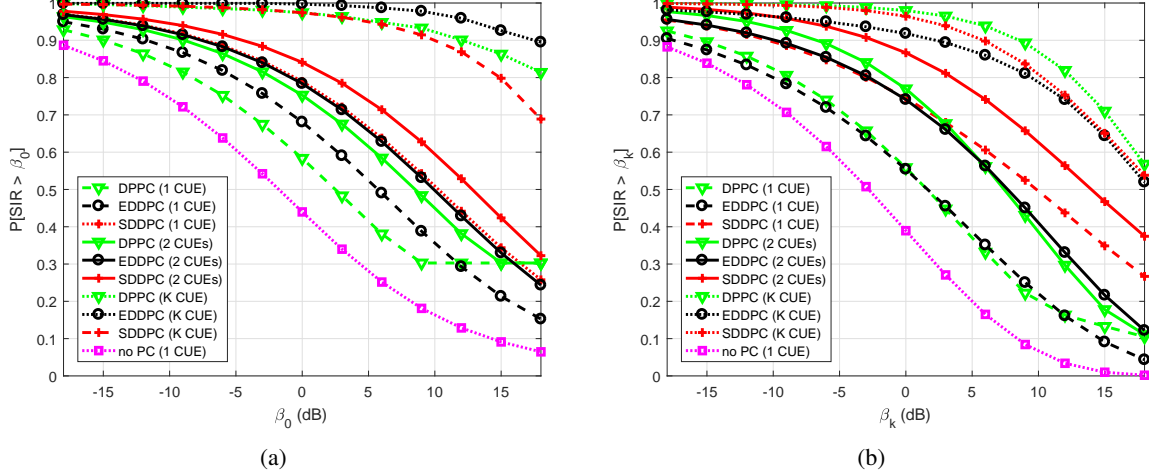 1
0.9
0.8
0.7
0.6
0.5
0.4
0.3
0.2
0.1
0
P[SIR > β0]
DPPC (1 CUE)
EDDPC (1 CUE)
SDDPC (1 CUE)
DPPC (2 CUEs)
EDDPC (2 CUEs)
SDDPC (2 CUEs)
DPPC (K CUE)
EDDPC (K CUE)
SDDPC (K CUE)
no PC (1 CUE)
-15 -10 -5 0 5 10 15
β0 (dB)
(a)
1
0.9
0.8
0.7
0.6
0.5
0.4
0.3
0.2
0.1
0
P[SIR > βk]
DPPC (1 CUE)
EDDPC (1 CUE)
SDDPC (1 CUE)
DPPC (2 CUEs)
EDDPC (2 CUEs)
SDDPC (2 CUEs)
DPPC (K CUE)
EDDPC (K CUE)
SDDPC (K CUE)
no PC (1 CUE)
-15 -10 -5 0 5 10 15
βk (dB)
(b)